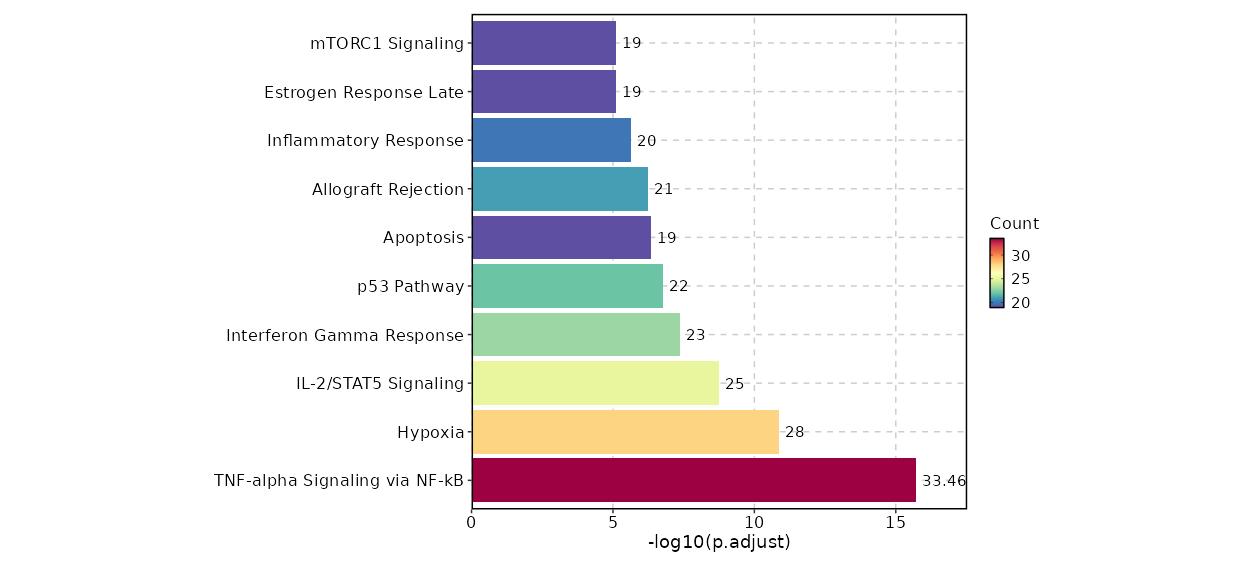 mTORC1 Signaling 19
Estrogen Response Late 19
Inflammatory Response 20
Allograft Rejection 21
Apoptosis 19
p53 Pathway 22
Interferon Gamma Response 23
IL-2/STAT5 Signaling 25
Hypoxia 28
TNF-alpha Signaling via NF-kB 33.46
0 5 10 15
-log10(p.adjust)
Count
30
25
20